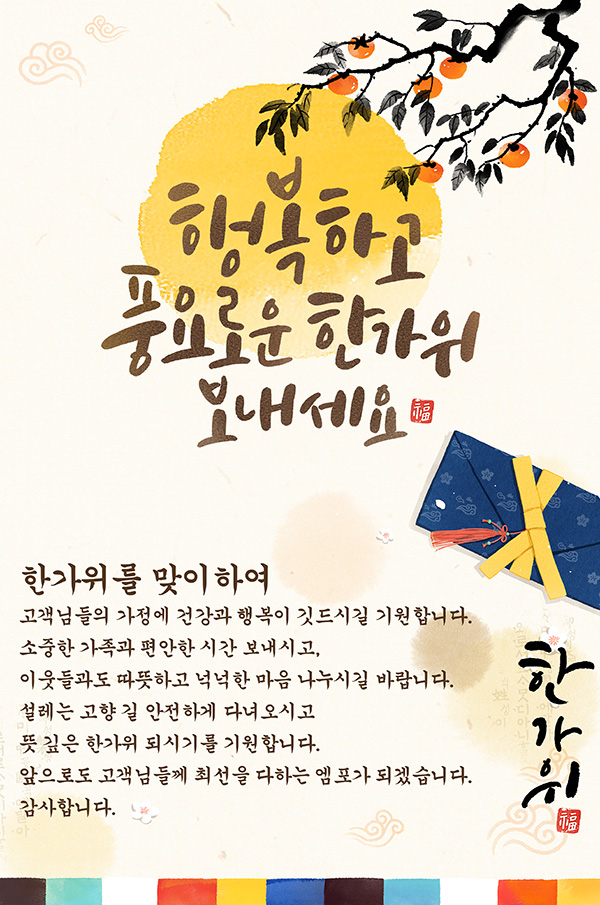 행복하고
풍요로운 한가위
보내세요
福
한가위를 맞이하여
고객님들의 가정에 건강과 행복이 깃드시길 기원합니다.
소중한 가족과 편안한 시간 보내시고,
이웃들과도 따뜻하고 넉넉한 마음 나누시길 바랍니다.
설레는 고향 길 안전하게 다녀오시고
뜻 깊은 한가위 되시기를 기원합니다.
앞으로도 고객님들께 최선을 다하는 엠포가 되겠습니다.
감사합니다.
한가위
福